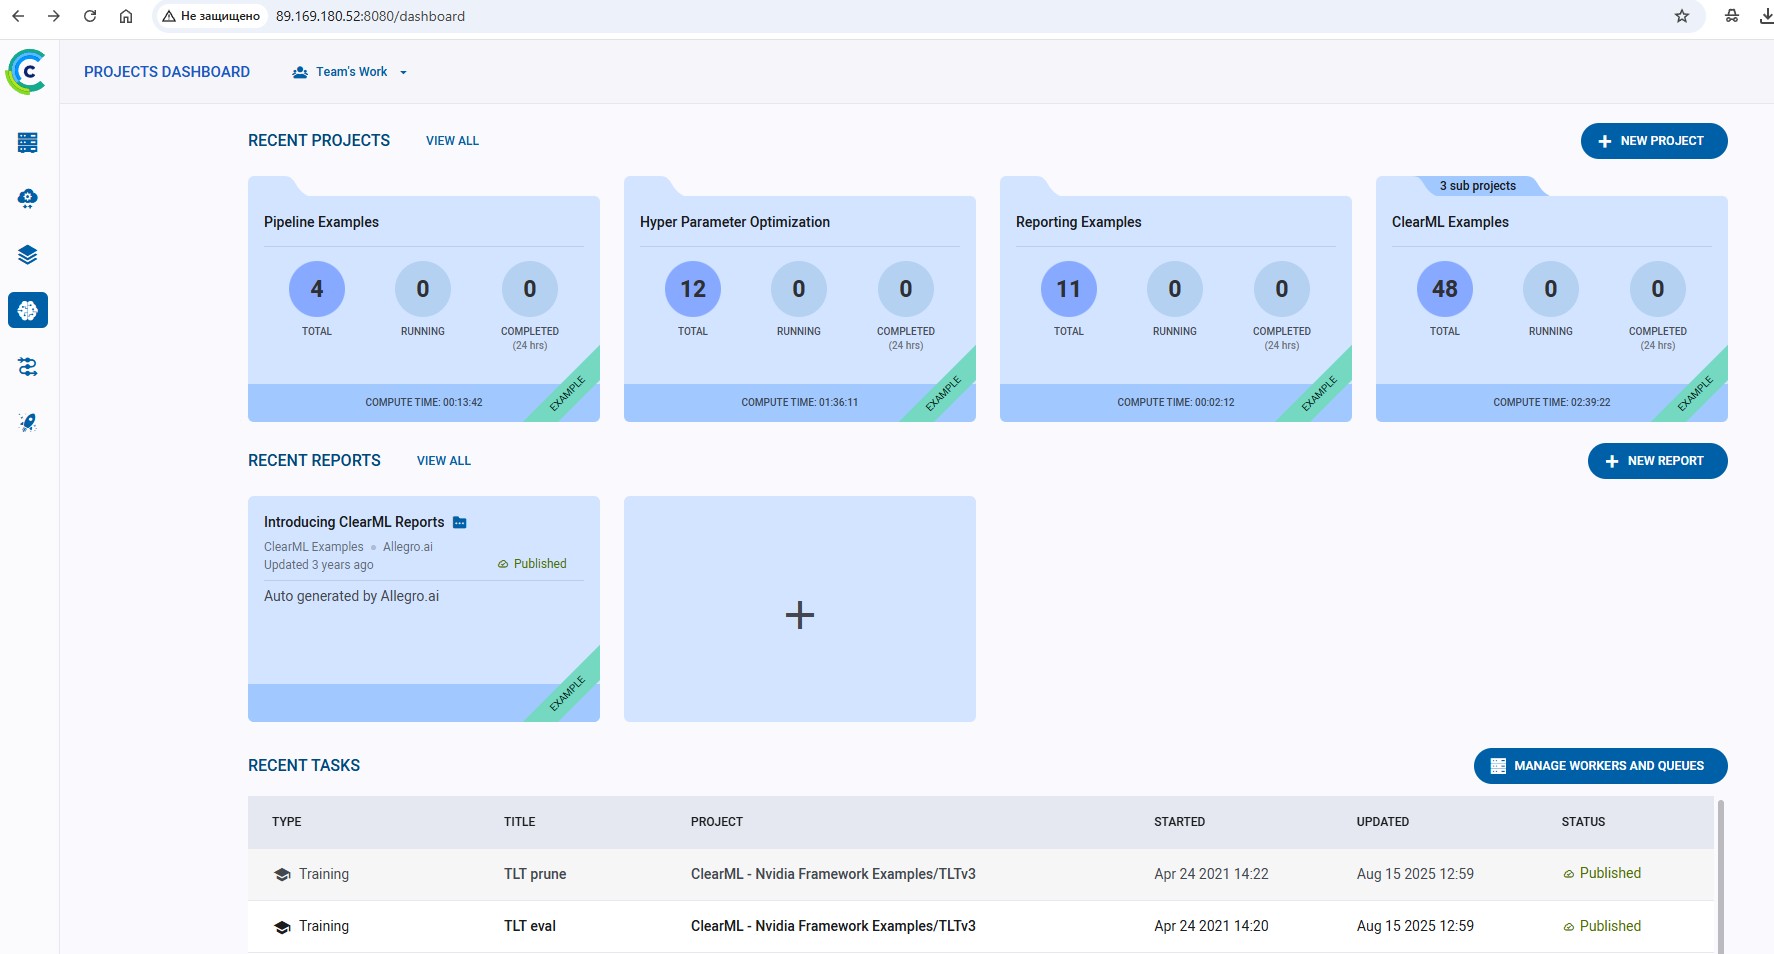 Не защищено 89.169.180.52:8080/dashboard
C PROJECTS DASHBOARD Team's Work
RECENT PROJECTS VIEW ALL NEW PROJECT
3 sub projects
Pipeline Examples Hyper Parameter Optimization Reporting Examples ClearML Examples
4 0 0 12 0 0 11 0 0 48 0 0
TOTAL RUNNING COMPLETED TOTAL RUNNING COMPLETED TOTAL RUNNING COMPLETED TOTAL RUNNING COMPLETED
(24 hrs) (24 hrs) (24 hrs) (24 hrs)
EXAMPLE EXAMPLE EXAMPLE EXAMPLE
COMPUTE TIME: 00:13:42 COMPUTE TIME: 01:36:11 COMPUTE TIME: 00:02:12 COMPUTE TIME: 02:39:22
RECENT REPORTS VIEW ALL NEW REPORT
Introducing ClearML Reports
ClearML Examples Allegro.ai
Updated 3 years ago Published
Auto generated by Allegro.ai
EXAMPLE
RECENT TASKS MANAGE WORKERS AND QUEUES
TYPE TITLE PROJECT STARTED UPDATED STATUS
Training TLT prune ClearML - Nvidia Framework Examples/TLTv3 Apr 24 2021 14:22 Aug 15 2025 12:59 Published
Training TLT eval ClearML - Nvidia Framework Examples/TLTv3 Apr 24 2021 14:20 Aug 15 2025 12:59 Published